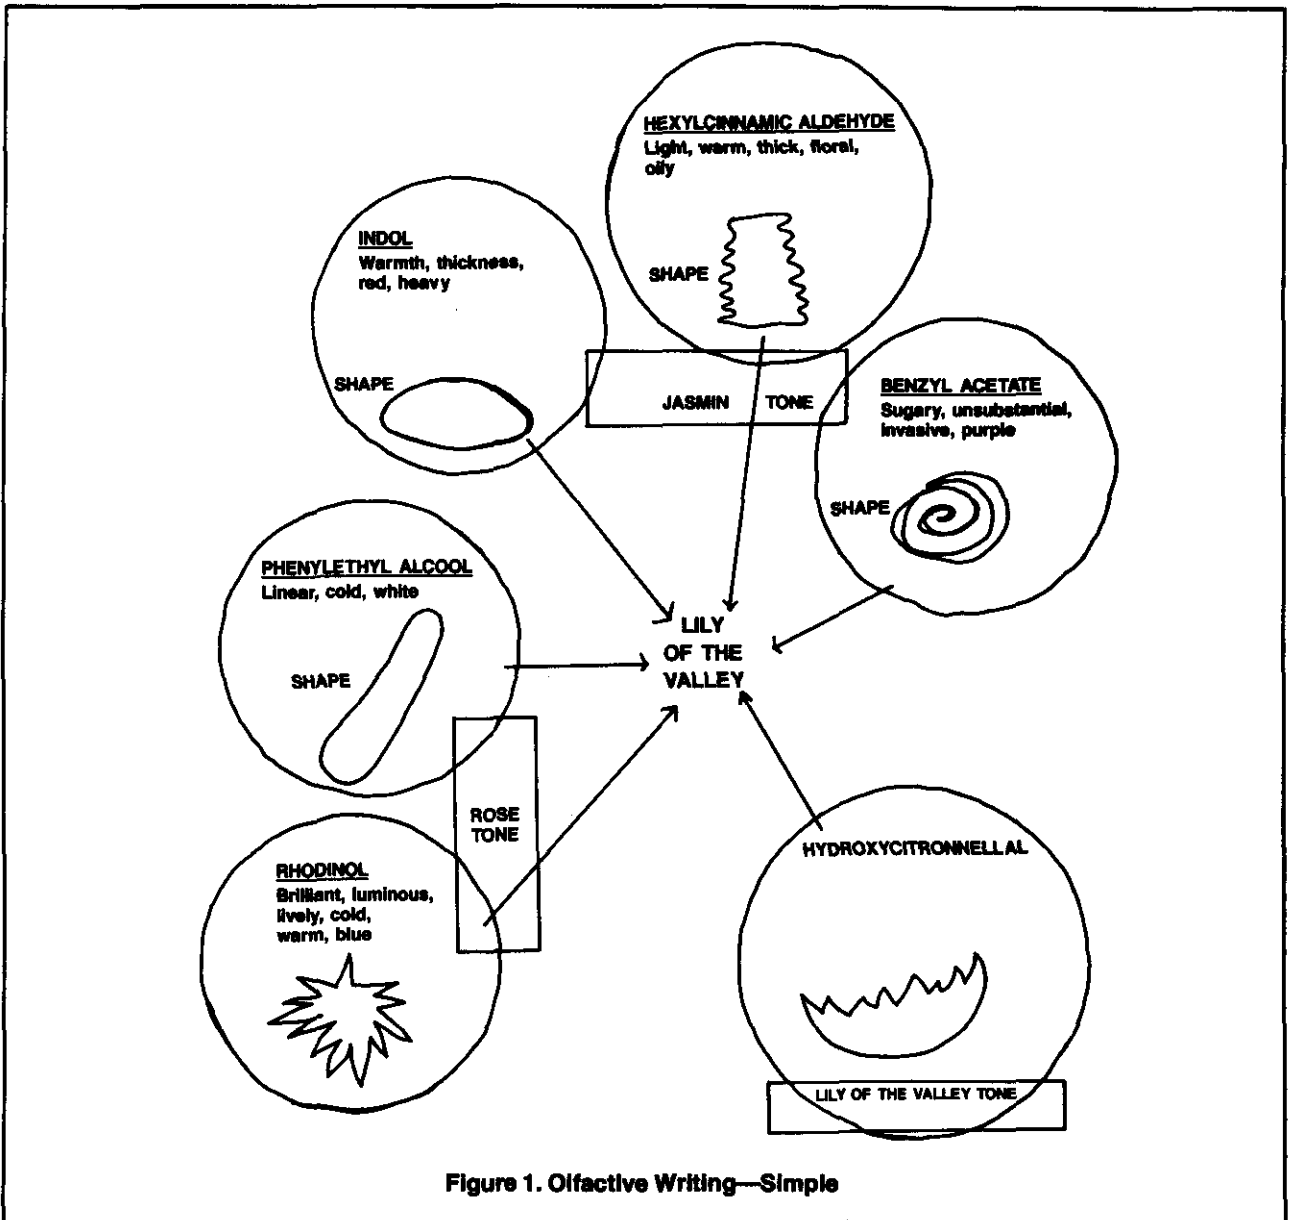 HEXYLCINNAMIC ALDEHYDE
Light, warm, thick, floral,
oily
SHAPE
INDOL
Warmth, thickness,
red, heavy
SHAPE
JASMIN TONE
BENZYL ACETATE
Sugary, unsubstantial,
invasive, purple
SHAPE
PHENYLETHYL ALCOOL
Linear, cold, white
SHAPE
LILY
OF THE
VALLEY
ROSE
TONE
RHODINOL
Brilliant, luminous,
lively, cold,
warm, blue
HYDROXYCITRONNELLAL
LILY OF THE VALLEY TONE
Figure 1. Olfactive Writing—Simple